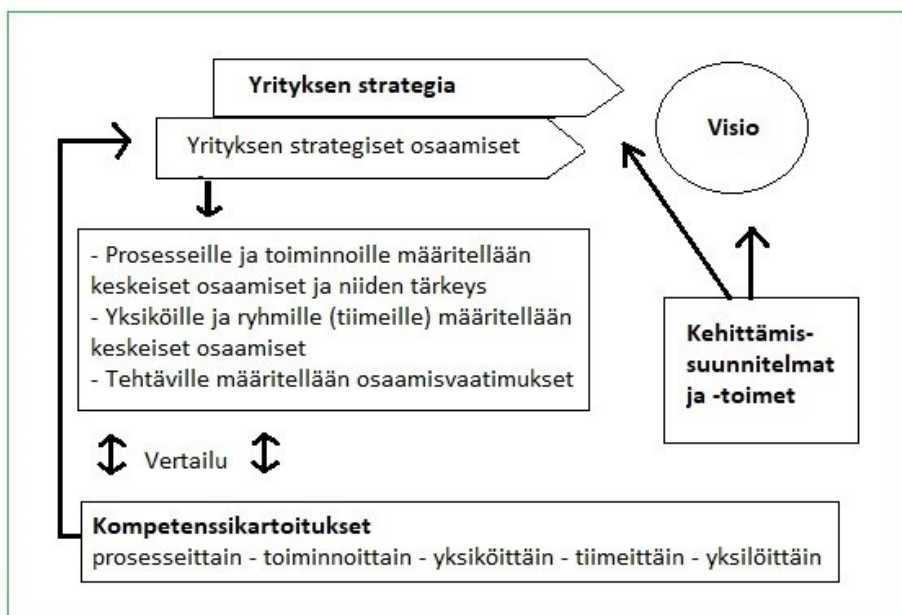 Yrityksen strategia
Visio
Yrityksen strategiset osaamiset
- Prosesseille ja toiminnoille määritellään
keskeiset osaamiset ja niiden tärkeys
- Yksiköille ja ryhmille (tiimeille) määritellään
keskeiset osaamiset
- Tehtäville määritellään osaamisvaatimukset
Kehittämis-
suunnitelmat
ja -toimet
Vertailu
Kompetenssikartoitukset
prosesseittain - toiminnoittain - yksiköittäin - tiimeittäin - yksilöittäin